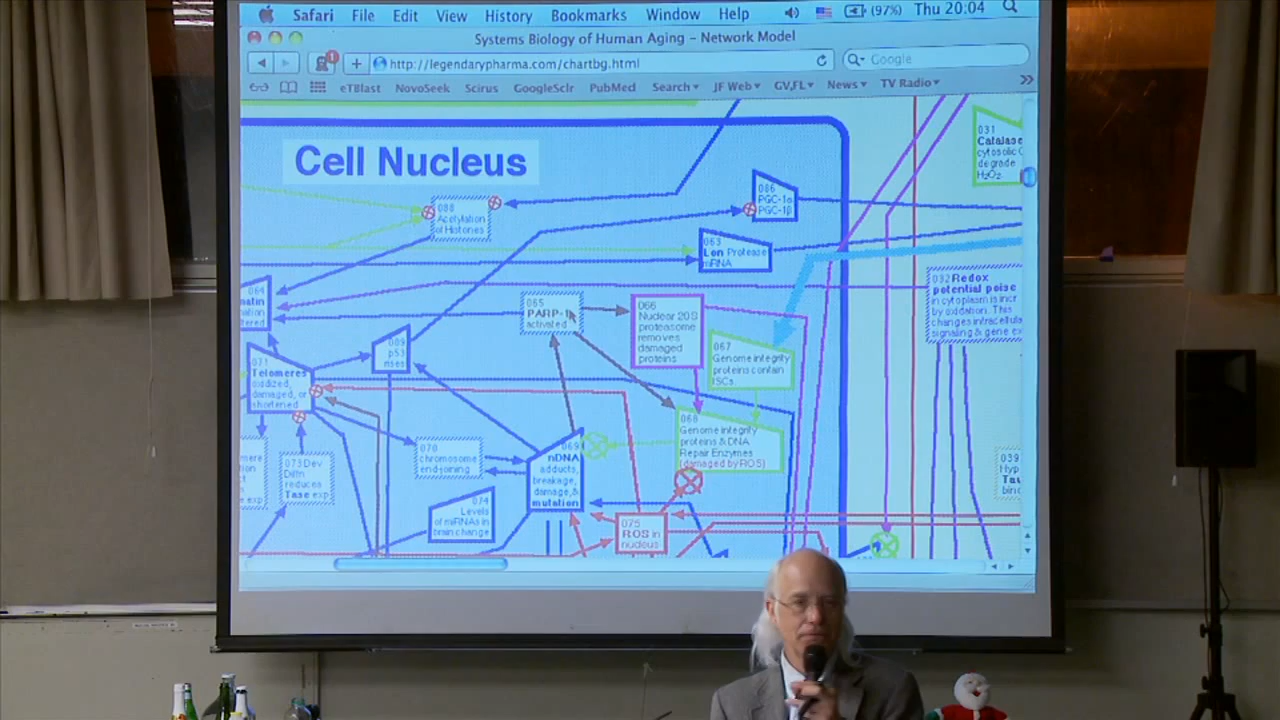 Safari File Edit View History Bookmarks Window Help (97%) Thu 20:04
Systems Biology of Human Aging – Network Model
http://legendarypharma.com/chartbg.html
Google
eTBlast NovoSeek Scirus GoogleSclr PubMed Search JF Web GV,FL News TV Radio
Cell Nucleus
031
Catalase
cytosolic
degrade
H₂O₂
086
PGC-1α
PGC-1β
088
Acetylation
of Histones
063
Lon Protease
mRNA
032 Redox
potential poise
in cytoplasm is incr
by oxidation. This
changes intracellula
signaling & gene ex
064
065
PARP-1
activated
066
Nuclear 20S
proteasome
removes
damaged
proteins
067
Genome integrity
proteins contain
ISCs
p53
071
Telomeres
oxidized,
damaged, or
shortened
068
Genome integrity
proteins & DNA
Repair Enzymes
(damaged by ROS)
069
nDNA
adducts,
breakage,
damage, &
mutation
070
chromosome
end-joining
073 Dev
Diffn
reduces
Tase exp
039
074
Levels
of miRNAs in
brain change
075
ROS in
nucleus